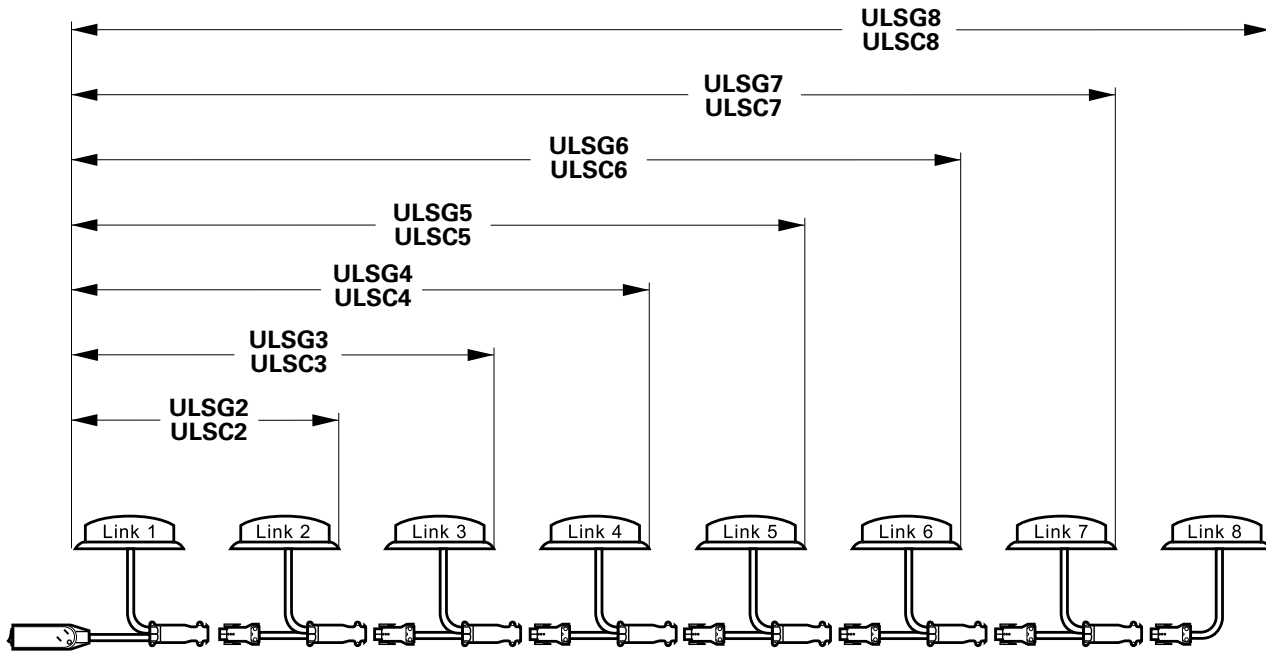 ULSG8
ULSC8
ULSG7
ULSC7
ULSG6
ULSC6
ULSG5
ULSC5
ULSG4
ULSC4
ULSG3
ULSC3
ULSG2
ULSC2
Link 1
Link 2
Link 3
Link 4
Link 5
Link 6
Link 7
Link 8